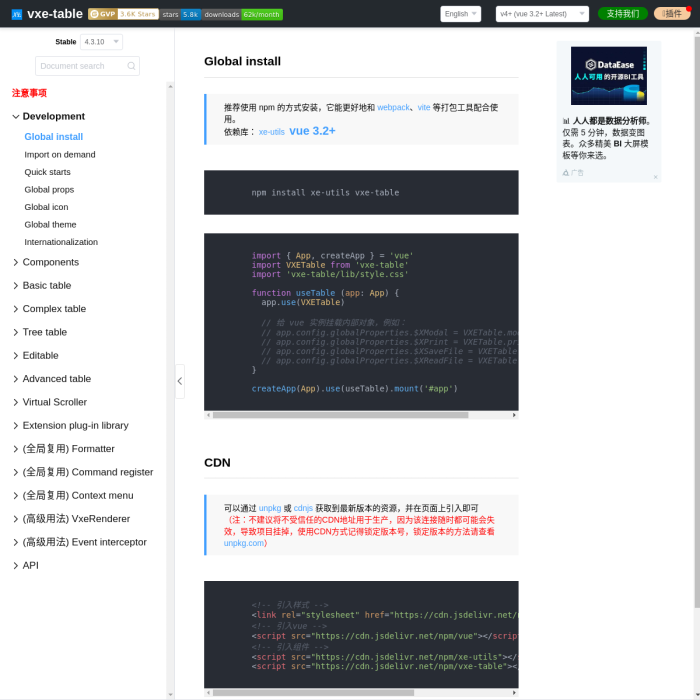 vxe-table
GVP 3.6K Stars
stars 5.8k
downloads 62k/month
English
v4+ (vue 3.2+ Latest)
支持我们
插件
Stable 4.3.10
Document search
注意事项
Development
Global install
Import on demand
Quick starts
Global props
Global icon
Global theme
Internationalization
Components
Basic table
Complex table
Tree table
Editable
Advanced table
Virtual Scroller
Extension plug-in library
(全局复用) Formatter
(全局复用) Command register
(全局复用) Context menu
(高级用法) VxeRenderer
(高级用法) Event interceptor
API
Global install
推荐使用 npm 的方式安装，它能更好地和 webpack、vite 等打包工具配合使
用。
依赖库： xe-utils vue 3.2+
npm install xe-utils vxe-table
import { App, createApp } = 'vue'
import VXETable from 'vxe-table'
import 'vxe-table/lib/style.css'
function useTable (app: App) {
app.use(VXETable)
// 给 vue 实例挂载内部对象，例如：
// app.config.globalProperties.$XModal = VXETable.mo
// app.config.globalProperties.$XPrint = VXETable.pr
// app.config.globalProperties.$XSaveFile = VXETable
// app.config.globalProperties.$XReadFile = VXETable
}
createApp(App).use(useTable).mount('#app')
CDN
可以通过 unpkg 或 cdnjs 获取到最新版本的资源，并在页面上引入即可
（注：不建议将不受信任的CDN地址用于生产，因为该连接随时都可能会失
效，导致项目挂掉，使用CDN方式记得锁定版本号，锁定版本的方法请查看
unpkg.com）
<!-- 引入样式 -->
<link rel="stylesheet" href="https://cdn.jsdelivr.net/
<!-- 引入vue -->
<script src="https://cdn.jsdelivr.net/npm/vue"></scrip
<!-- 引入组件 -->
<script src="https://cdn.jsdelivr.net/npm/xe-utils"></
<script src="https://cdn.jsdelivr.net/npm/vxe-table"><
DataEase
人人可用 的开源BI工具
人人都是数据分析师。
仅需 5 分钟，数据变图
表。众多精美 BI 大屏模
板等你来选。
广告